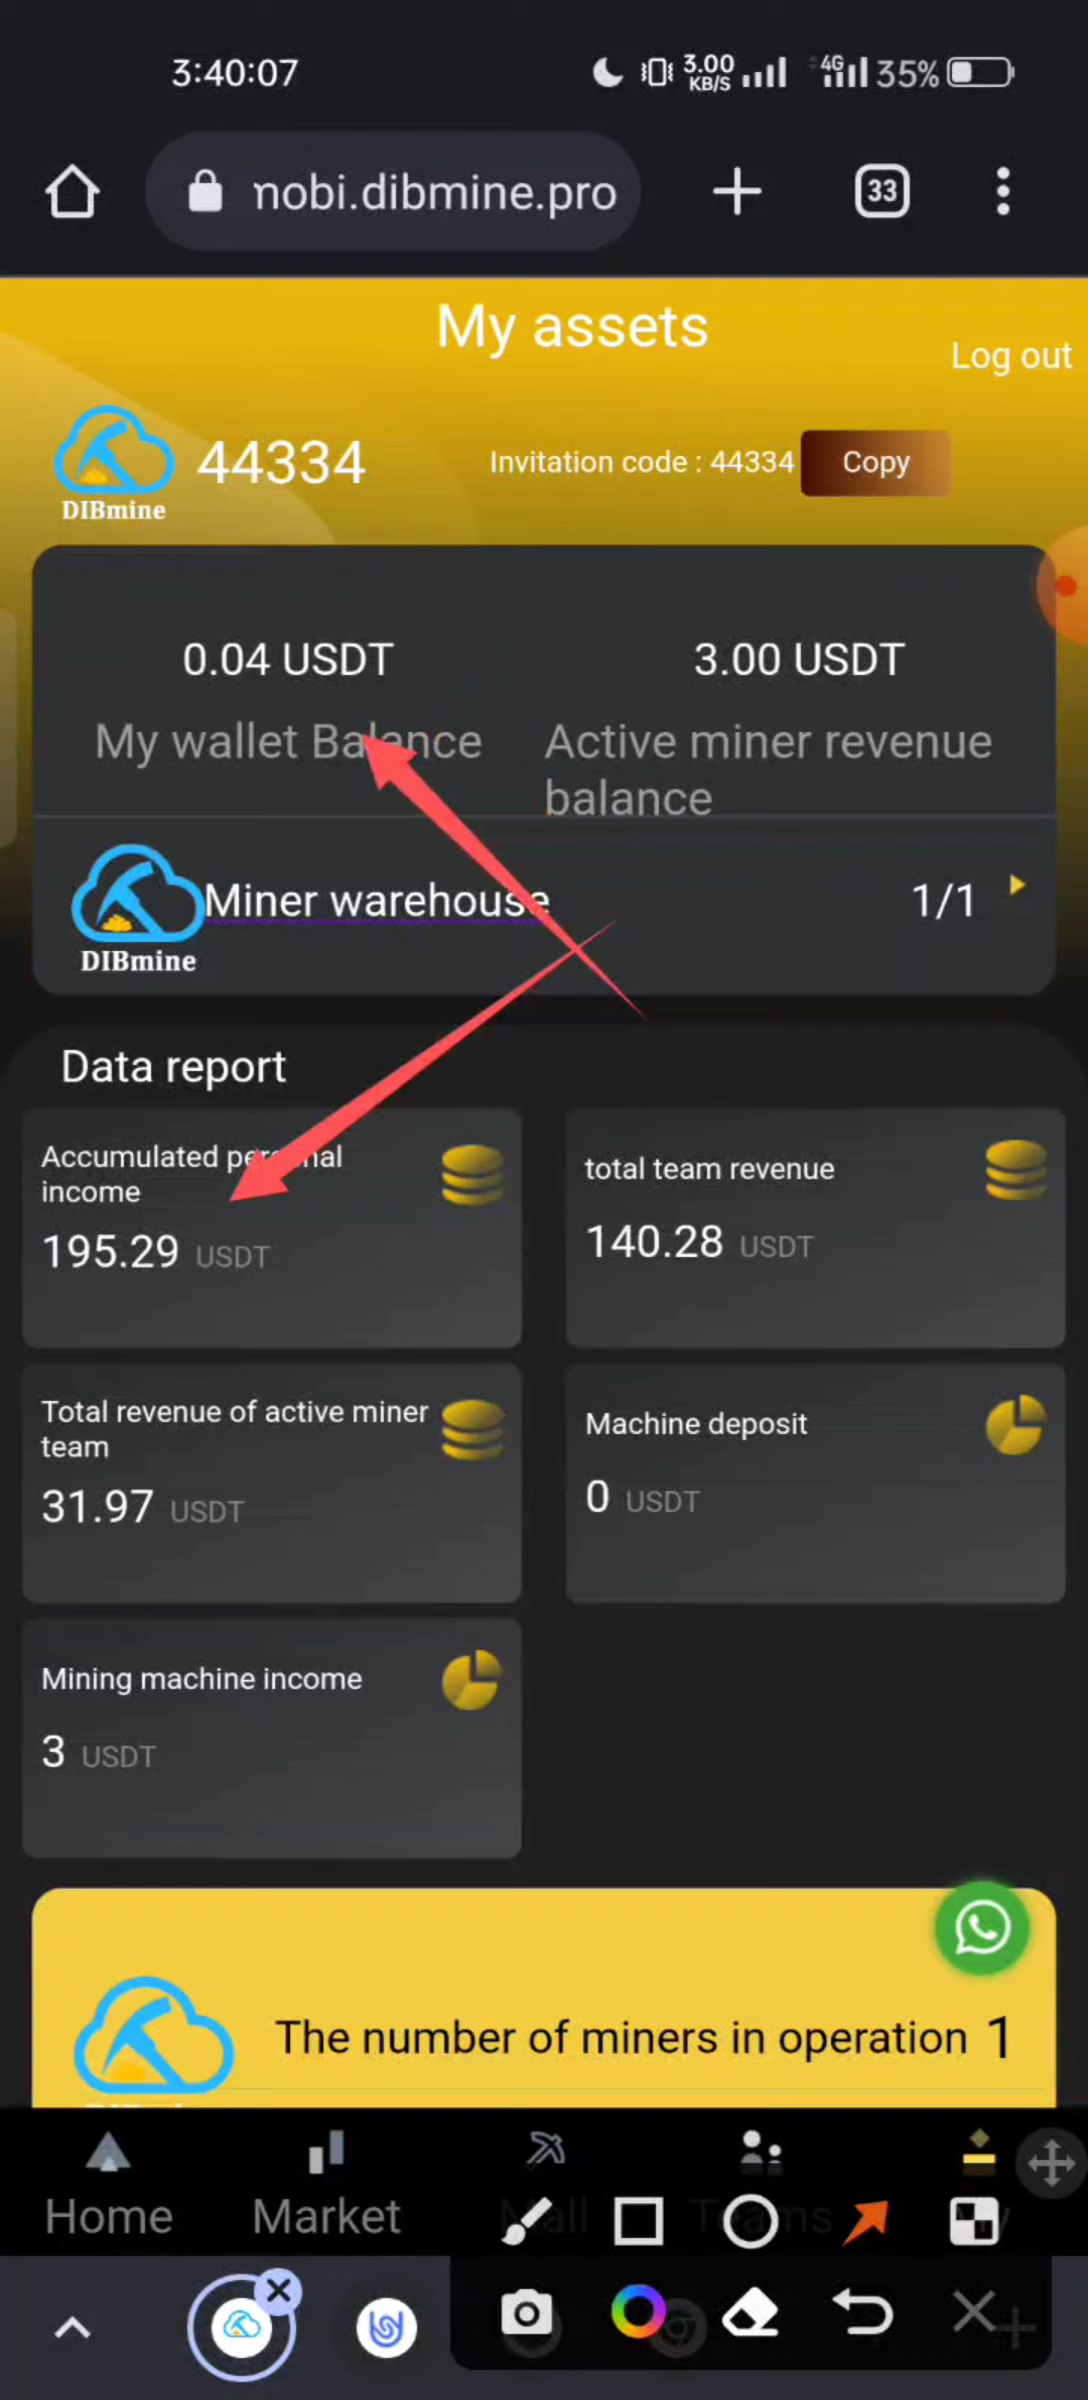 3:40:07
3.00
KB/S
4G
35%
nobi.dibmine.pro
33
My assets
Log out
DIBmine
44334
Invitation code : 44334
Copy
0.04 USDT
3.00 USDT
My wallet Balance
Active miner revenue
balance
DIBmine
Miner warehouse
1/1
Data report
Accumulated personal
income
195.29 USDT
total team revenue
140.28 USDT
Total revenue of active miner
team
31.97 USDT
Machine deposit
0 USDT
Mining machine income
3 USDT
The number of miners in operation 1
Home
Market
Mall
Teams